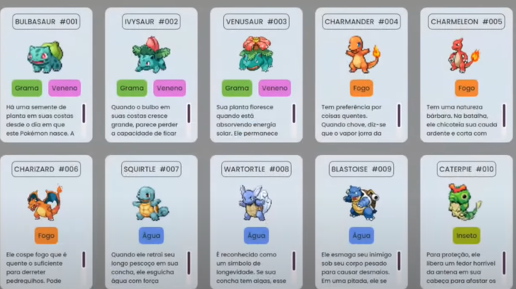 BULBASAUR #001
Grama Veneno
Há uma semente de
planta em suas costas
desde o dia em que
este Pokémon nasce. A
IVYSAUR #002
Grama Veneno
Quando o bulbo em
suas costas cresce
grande, parece perder
a capacidade de ficar
VENUSAUR #003
Grama Veneno
Sua planta floresce
quando está
absorvendo energia
solar. Ele permanece
CHARMANDER #004
Fogo
Tem preferência por
coisas quentes.
Quando chove, diz-se
que o vapor jorra da
CHARMELEON #005
Fogo
Tem uma natureza
bárbara. Na batalha,
ele chicoteia sua cauda
ardente e corta com
CHARIZARD #006
Fogo
Ele cospe fogo que é
quente o suficiente
para derreter
pedregulhos. Pode
SQUIRTLE #007
Água
Quando ele retrai seu
longo pescoço em sua
concha, ele esguicha
água com força
WARTORTLE #008
Água
É reconhecido como
um símbolo de
longevidade. Se sua
concha tem algas, esse
BLASTOISE #009
Água
Ele esmaga seu inimigo
sob seu corpo pesado
para causar desmaios.
Em uma pitada, ele se
CATERPIE #010
Inseto
Para proteção, ele
libera um fedor horrível
da antena em sua
cabeça para afastar os